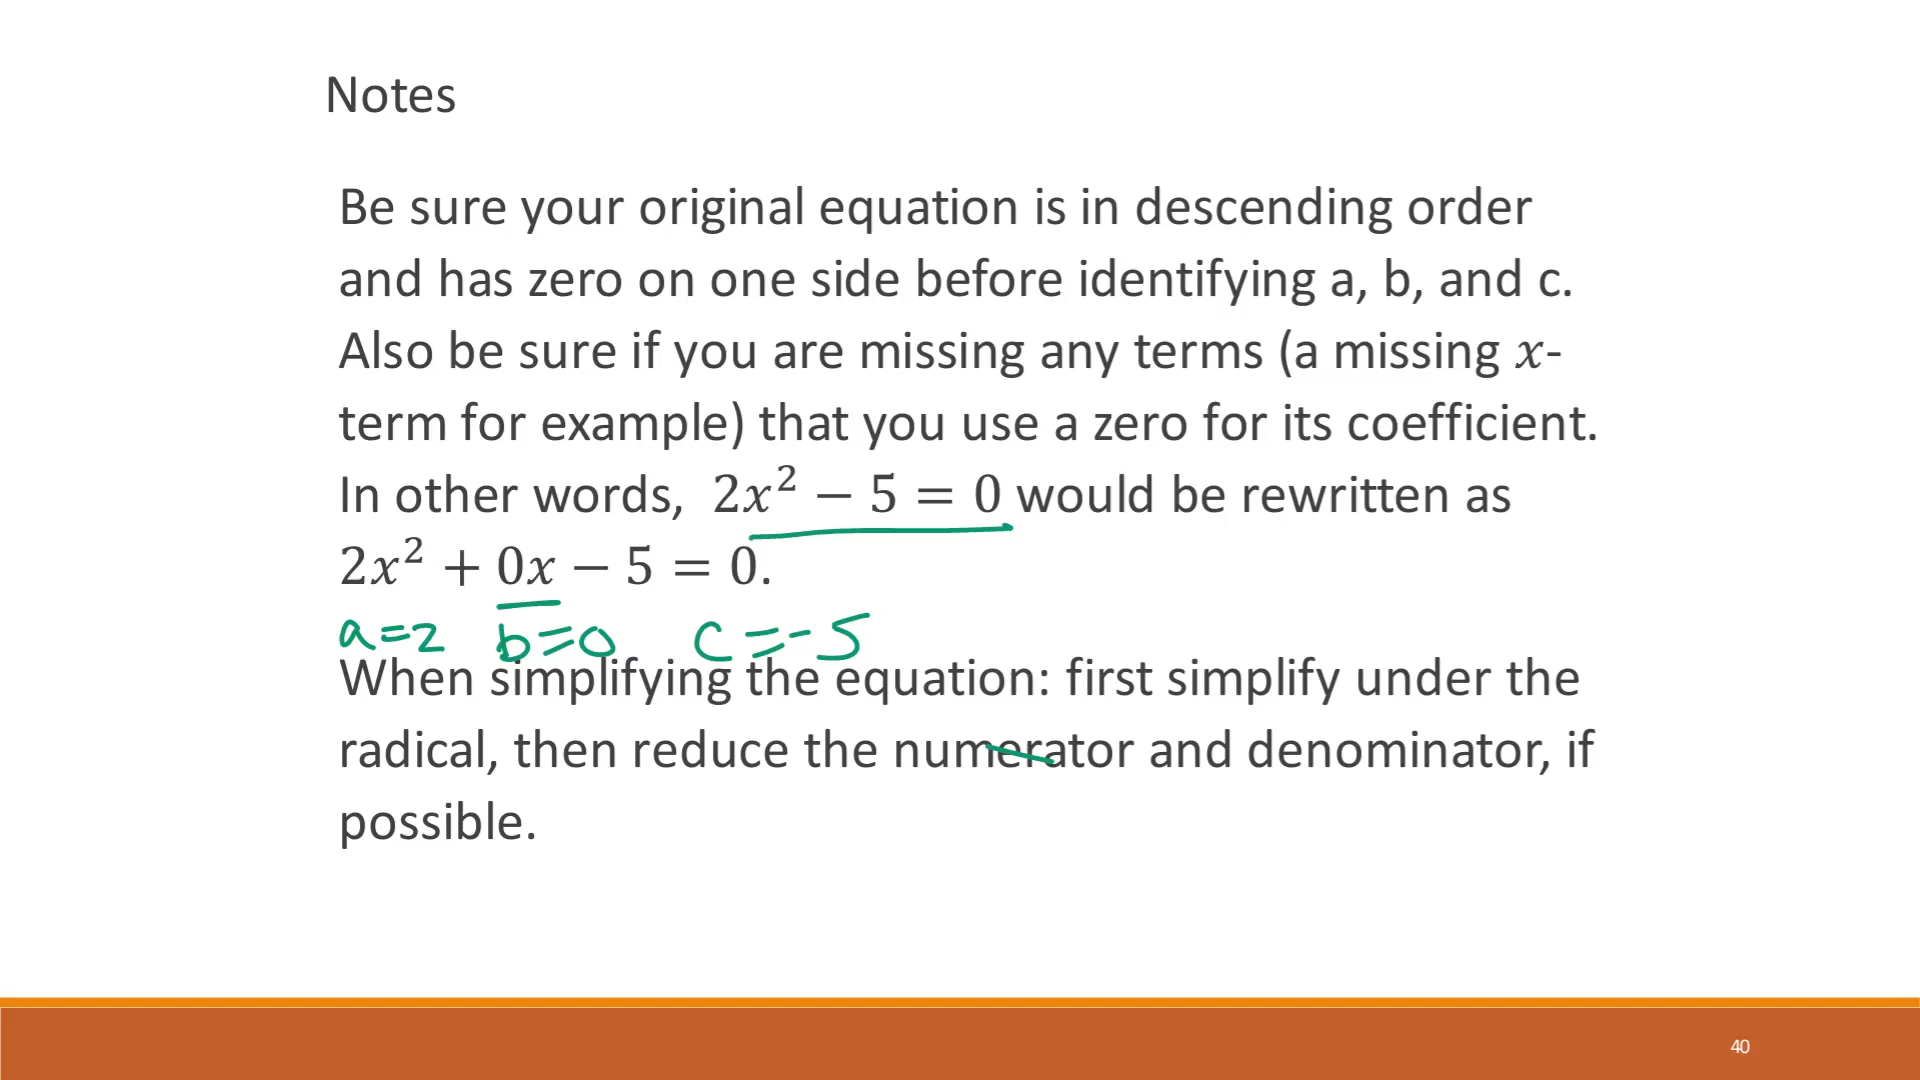 Notes
Be sure your original equation is in descending order
and has zero on one side before identifying a, b, and c.
Also be sure if you are missing any terms (a missing x-
term for example) that you use a zero for its coefficient.
In other words, 2x² − 5 = 0 would be rewritten as
2x² + 0x − 5 = 0.
a=2 b=0 c=-5
When simplifying the equation: first simplify under the
radical, then reduce the numerator and denominator, if
possible.
40